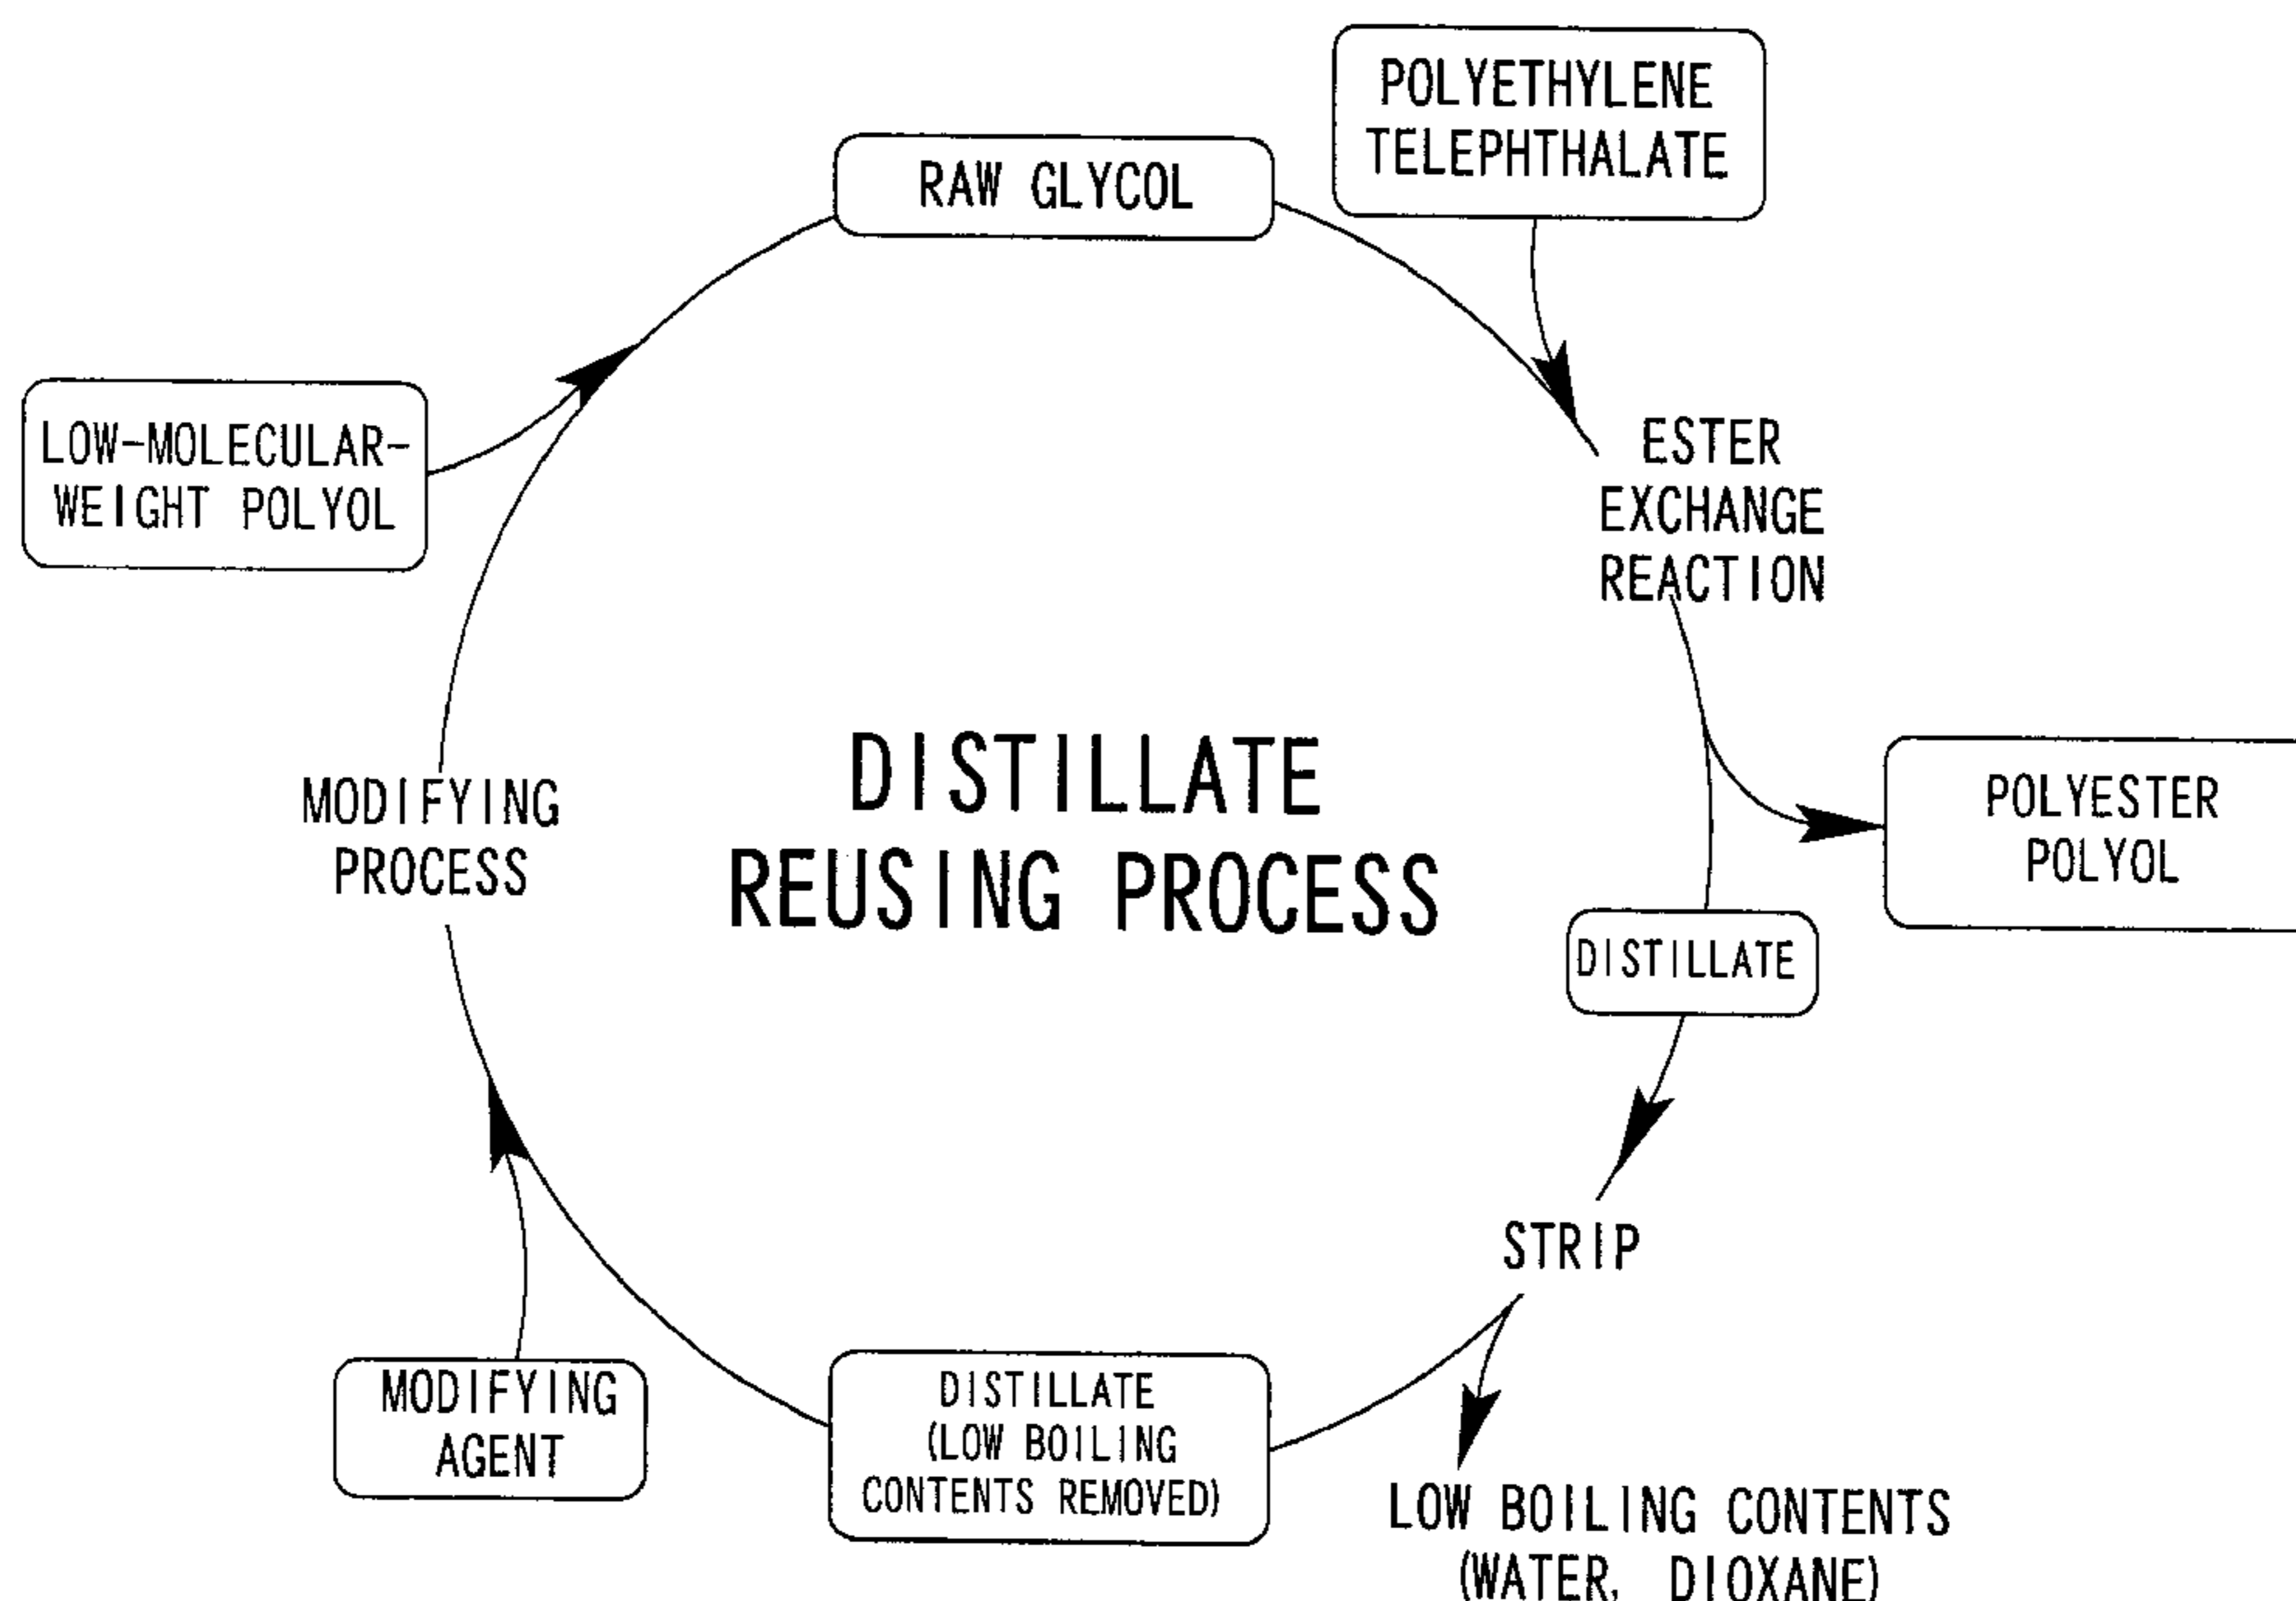 POLYETHYLENE
TELEPHTHALATE
RAW GLYCOL
LOW-MOLECULAR-
WEIGHT POLYOL
ESTER
EXCHANGE
REACTION
MODIFYING
PROCESS
DISTILLATE
REUSING PROCESS
POLYESTER
POLYOL
DISTILLATE
STRIP
MODIFYING
AGENT
DISTILLATE
(LOW BOILING
CONTENTS REMOVED)
LOW BOILING CONTENTS
(WATER, DIOXANE)